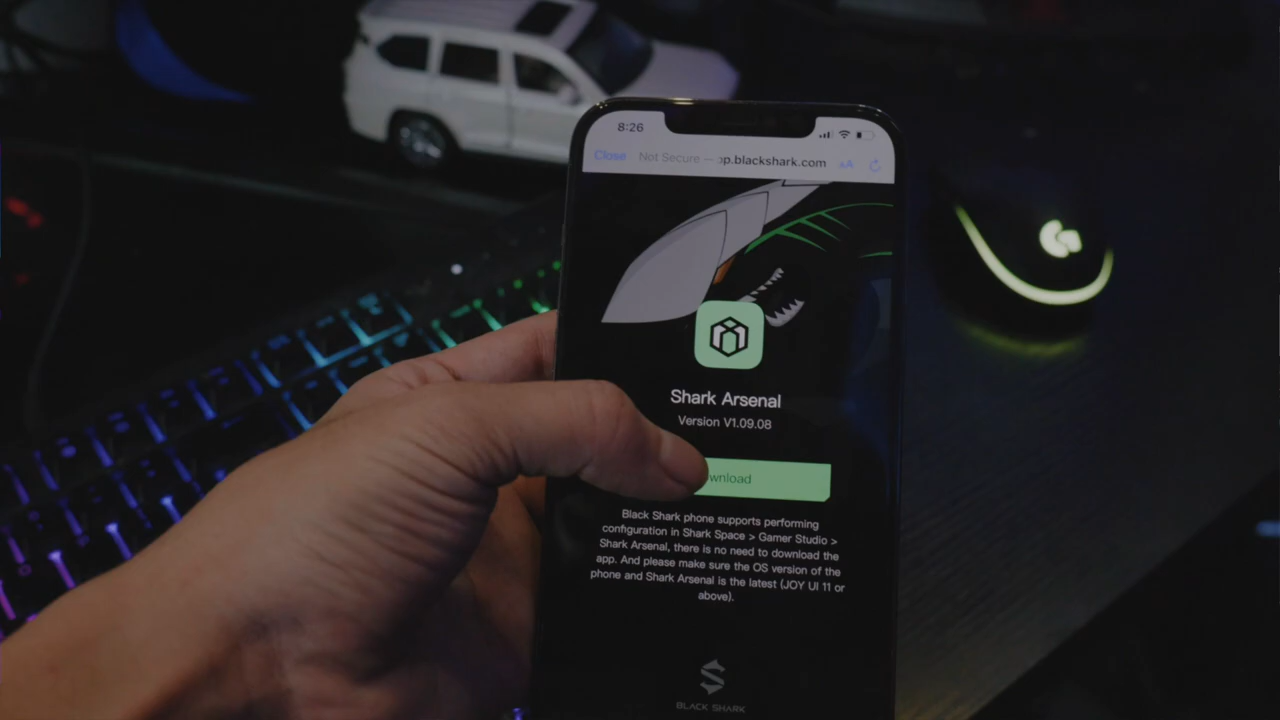 8:26
Close Not Secure — op.blackshark.com AA
Shark Arsenal
Version V1.09.08
ownload
Black Shark phone supports performing
configuration in Shark Space > Gamer Studio >
Shark Arsenal, there is no need to download the
app. And please make sure the OS version of the
phone and Shark Arsenal is the latest (JOY UI 11 or
above).
BLACK SHARK